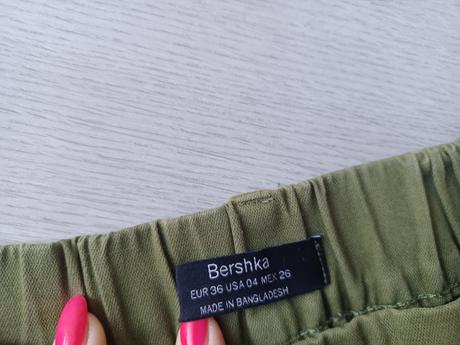 Bershka
EUR 36 USA 04 MEX 26
MADE IN BANGLADESH